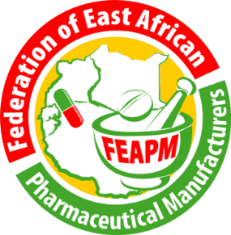 Federation of East African
FEAPM
Pharmaceutical Manufacturers